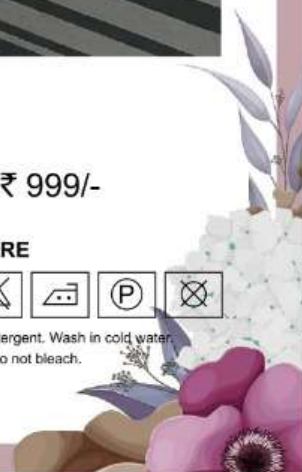 ₹ 999/-
RE
P
ergent. Wash in cold water.
o not bleach.